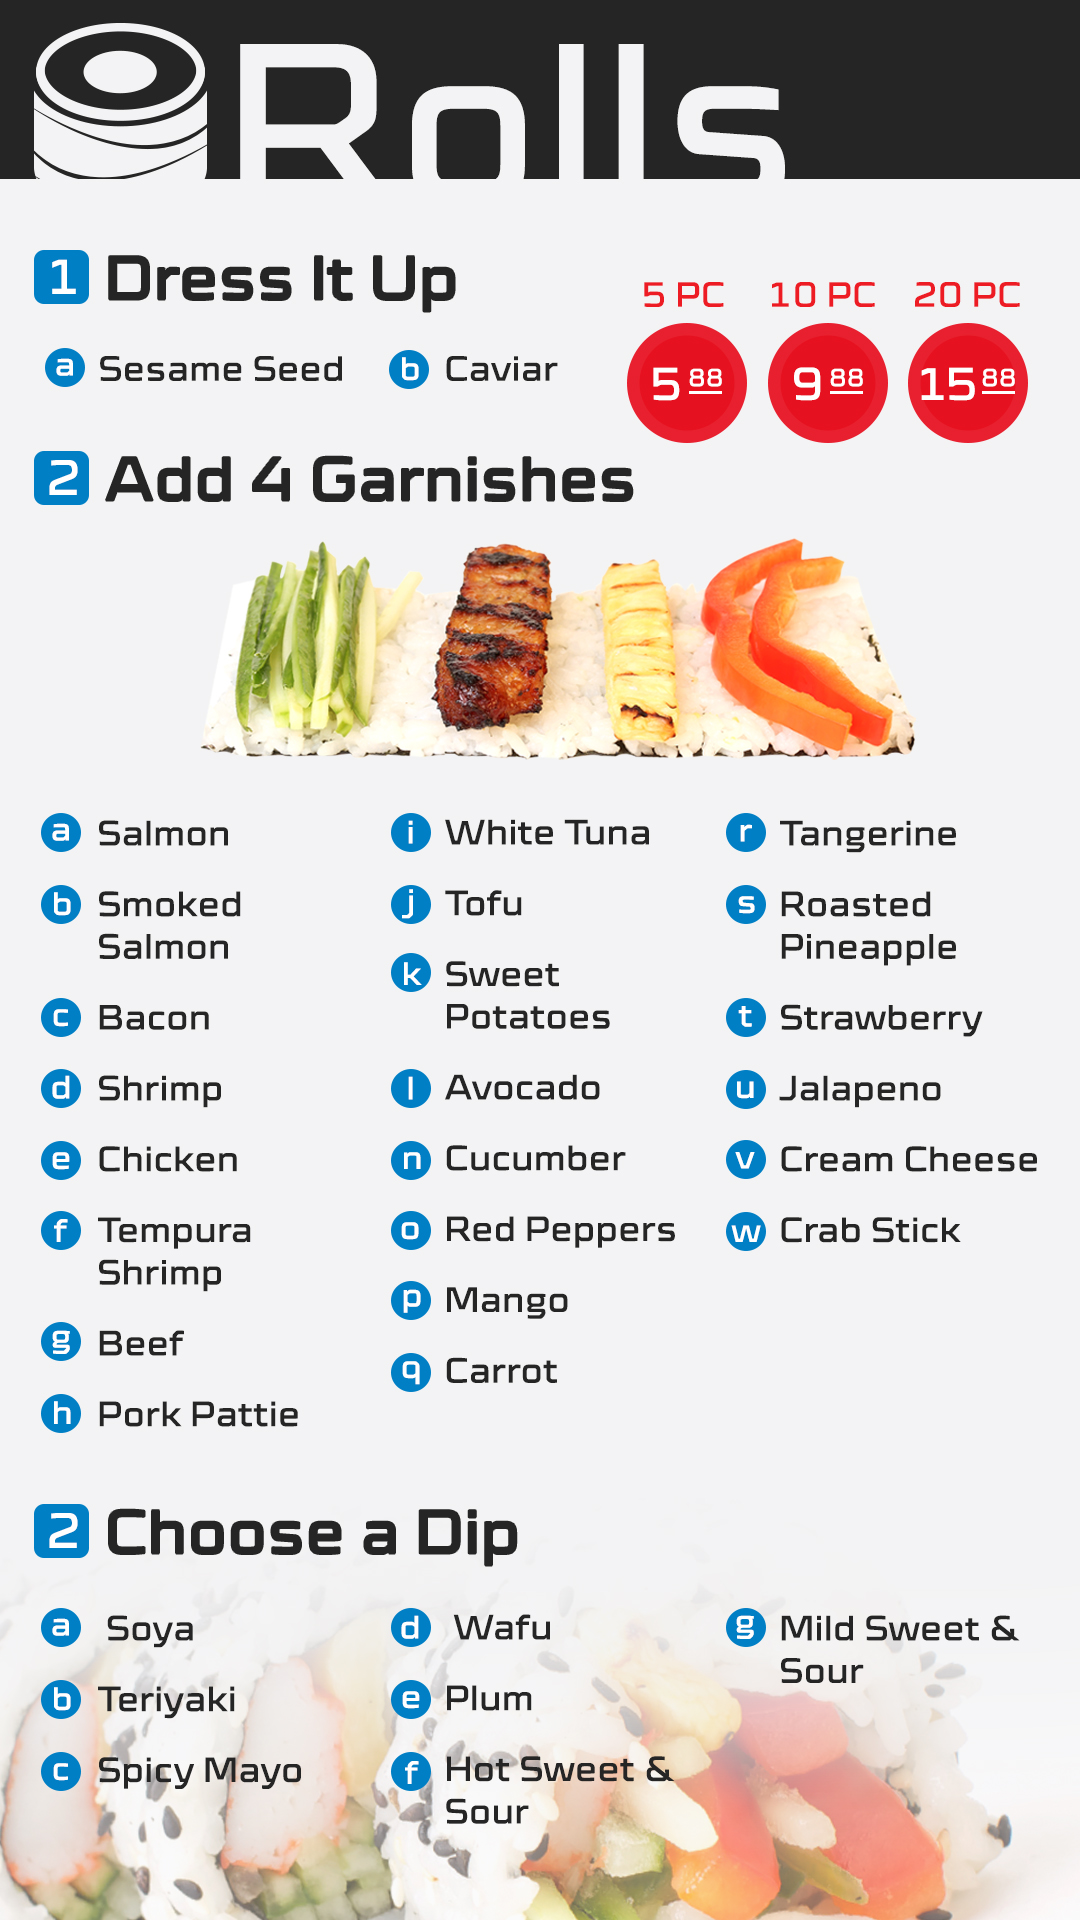 Rolls
1 Dress It Up
5 PC 10 PC 20 PC
a Sesame Seed b Caviar
5 88 9 88 15 88
2 Add 4 Garnishes
a Salmon
b Smoked
Salmon
c Bacon
d Shrimp
e Chicken
f Tempura
Shrimp
g Beef
h Pork Pattie
i White Tuna
j Tofu
k Sweet
Potatoes
l Avocado
n Cucumber
o Red Peppers
p Mango
q Carrot
r Tangerine
s Roasted
Pineapple
t Strawberry
u Jalapeno
v Cream Cheese
w Crab Stick
2 Choose a Dip
a Soya
b Teriyaki
c Spicy Mayo
d Wafu
e Plum
f Hot Sweet &
Sour
g Mild Sweet &
Sour